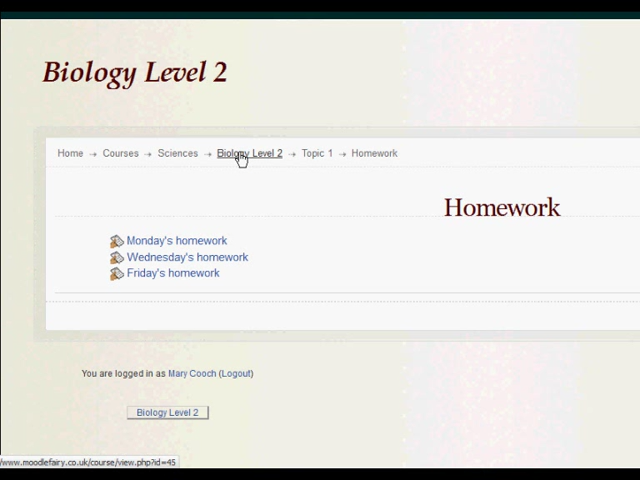 Biology Level 2
Home → Courses → Sciences → Biology Level 2 → Topic 1 → Homework
Homework
Monday's homework
Wednesday's homework
Friday's homework
You are logged in as Mary Cooch (Logout)
Biology Level 2
/www.moodlefairy.co.uk/course/view.php?id=45